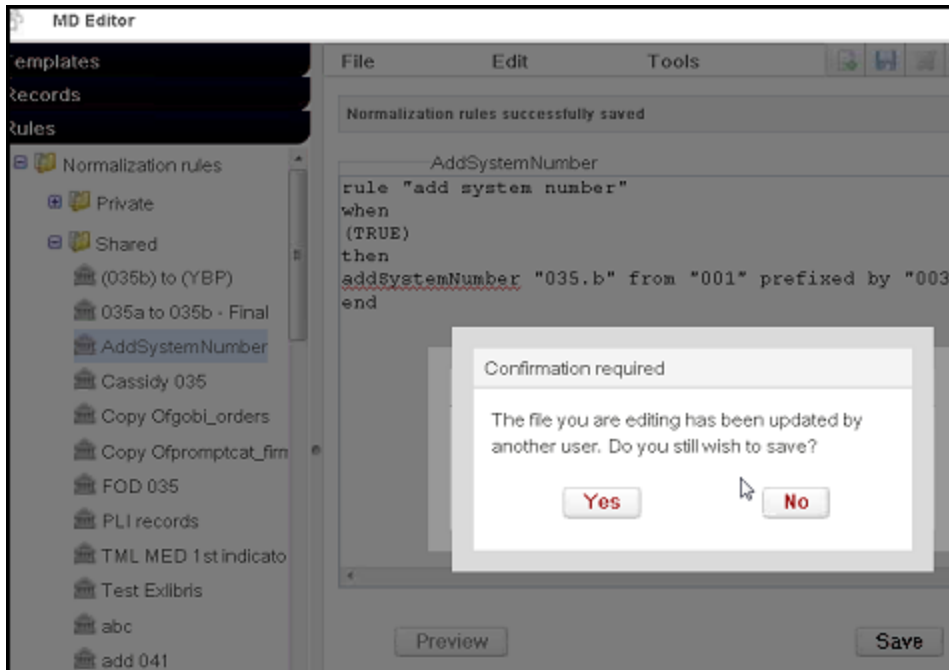 MD Editor
emplates
File Edit Tools
Records
Rules
Normalization rules successfully saved
Normalization rules
Private
Shared
(035b) to (YBP)
035a to 035b - Final
AddSystemNumber
Cassidy 035
Copy Ofgobi_orders
Copy Ofpromptcat_firm
FOD 035
PLI records
TML MED 1st indicato
Test Exlibris
abc
add 041
AddSystemNumber
rule "add system number"
when
(TRUE)
then
addSystemNumber "035.b" from "001" prefixed by "003
end
Confirmation required
The file you are editing has been updated by
another user. Do you still wish to save?
Yes No
Preview Save